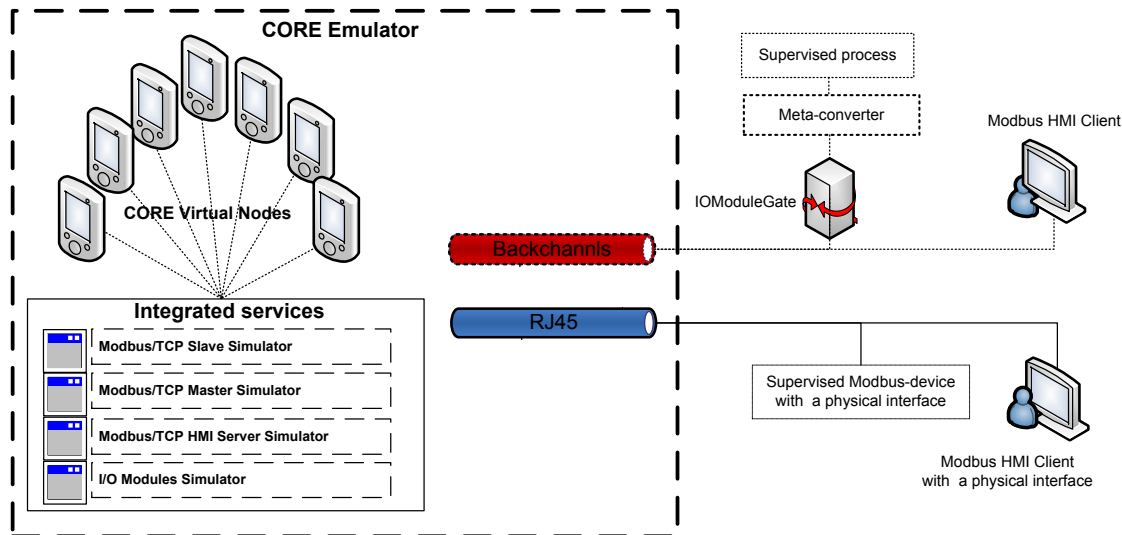 CORE Emulator
CORE Virtual Nodes
Integrated services
Modbus/TCP Slave Simulator
Modbus/TCP Master Simulator
Modbus/TCP HMI Server Simulator
I/O Modules Simulator
Backchannls
RJ45
Supervised process
Meta-converter
IOModuleGate
Modbus HMI Client
Supervised Modbus-device
with a physical interface
Modbus HMI Client
with a physical interface